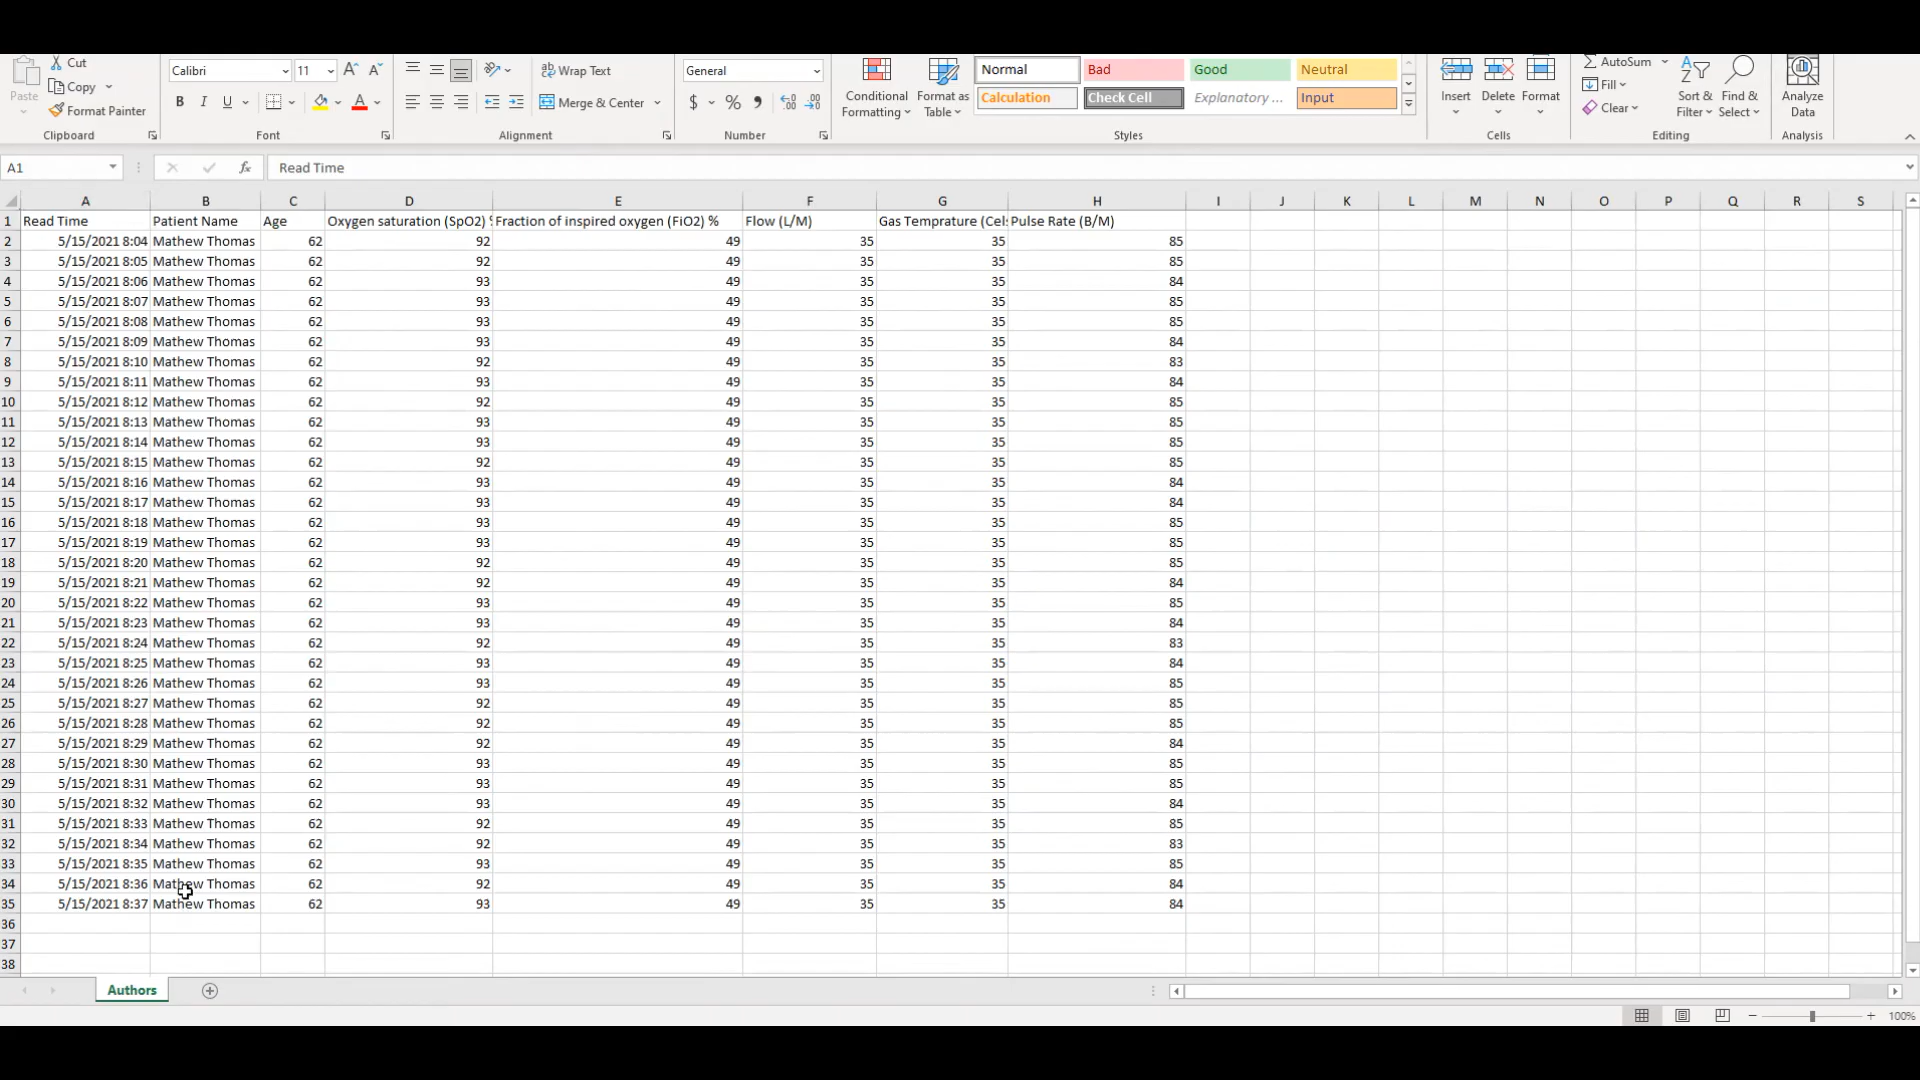 Cut
Calibri 11 Wrap Text General Normal Bad Good Neutral AutoSum
Copy
Paste Conditional Format as Insert Delete Format Fill Sort & Find & Analyze
Format Painter B I U Merge & Center $ % Formatting Table Calculation Check Cell Explanatory ... Input Clear Filter Select Data
Clipboard Font Alignment Number Styles Cells Editing Analysis
A1 fx Read Time
A B C D E F G H I J K L M N O P Q R S
1 Read Time Patient Name Age Oxygen saturation (SpO2) Fraction of inspired oxygen (FiO2) % Flow (L/M) Gas Temprature (Cels Pulse Rate (B/M)
2 5/15/2021 8:04 Mathew Thomas 62 92 49 35 35 85
3 5/15/2021 8:05 Mathew Thomas 62 92 49 35 35 85
4 5/15/2021 8:06 Mathew Thomas 62 93 49 35 35 84
5 5/15/2021 8:07 Mathew Thomas 62 93 49 35 35 85
6 5/15/2021 8:08 Mathew Thomas 62 93 49 35 35 85
7 5/15/2021 8:09 Mathew Thomas 62 93 49 35 35 84
8 5/15/2021 8:10 Mathew Thomas 62 92 49 35 35 83
9 5/15/2021 8:11 Mathew Thomas 62 93 49 35 35 84
10 5/15/2021 8:12 Mathew Thomas 62 92 49 35 35 85
11 5/15/2021 8:13 Mathew Thomas 62 93 49 35 35 85
12 5/15/2021 8:14 Mathew Thomas 62 93 49 35 35 85
13 5/15/2021 8:15 Mathew Thomas 62 92 49 35 35 85
14 5/15/2021 8:16 Mathew Thomas 62 93 49 35 35 84
15 5/15/2021 8:17 Mathew Thomas 62 93 49 35 35 84
16 5/15/2021 8:18 Mathew Thomas 62 93 49 35 35 85
17 5/15/2021 8:19 Mathew Thomas 62 93 49 35 35 85
18 5/15/2021 8:20 Mathew Thomas 62 92 49 35 35 85
19 5/15/2021 8:21 Mathew Thomas 62 92 49 35 35 84
20 5/15/2021 8:22 Mathew Thomas 62 93 49 35 35 85
21 5/15/2021 8:23 Mathew Thomas 62 93 49 35 35 84
22 5/15/2021 8:24 Mathew Thomas 62 92 49 35 35 83
23 5/15/2021 8:25 Mathew Thomas 62 93 49 35 35 84
24 5/15/2021 8:26 Mathew Thomas 62 93 49 35 35 85
25 5/15/2021 8:27 Mathew Thomas 62 92 49 35 35 85
26 5/15/2021 8:28 Mathew Thomas 62 92 49 35 35 85
27 5/15/2021 8:29 Mathew Thomas 62 92 49 35 35 84
28 5/15/2021 8:30 Mathew Thomas 62 93 49 35 35 85
29 5/15/2021 8:31 Mathew Thomas 62 93 49 35 35 85
30 5/15/2021 8:32 Mathew Thomas 62 93 49 35 35 84
31 5/15/2021 8:33 Mathew Thomas 62 92 49 35 35 85
32 5/15/2021 8:34 Mathew Thomas 62 92 49 35 35 83
33 5/15/2021 8:35 Mathew Thomas 62 93 49 35 35 85
34 5/15/2021 8:36 Mathew Thomas 62 92 49 35 35 84
35 5/15/2021 8:37 Mathew Thomas 62 93 49 35 35 84
36
37
38
Authors
100%